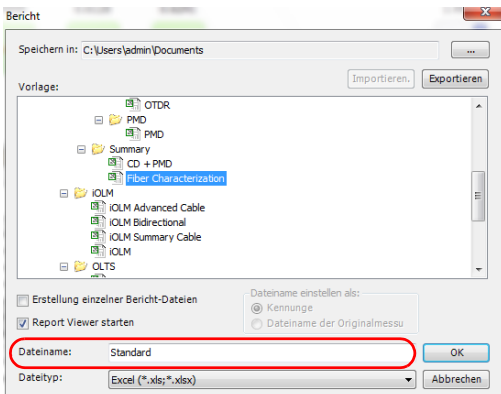 Bericht
Speichern in: C:\Users\admin\Documents
...
Importieren. Exportieren
Vorlage:
OTDR
PMD
PMD
Summary
CD + PMD
Fiber Characterization
iOLM
iOLM Advanced Cable
iOLM Bidirectional
iOLM Summary Cable
iOLM
OLTS
Erstellung einzelner Bericht-Dateien
Dateiname einstellen als:
Kennunge
Report Viewer starten
Dateiname der Originalmessu
Dateiname: Standard OK
Dateityp: Excel (*.xls;*.xlsx) Abbrechen